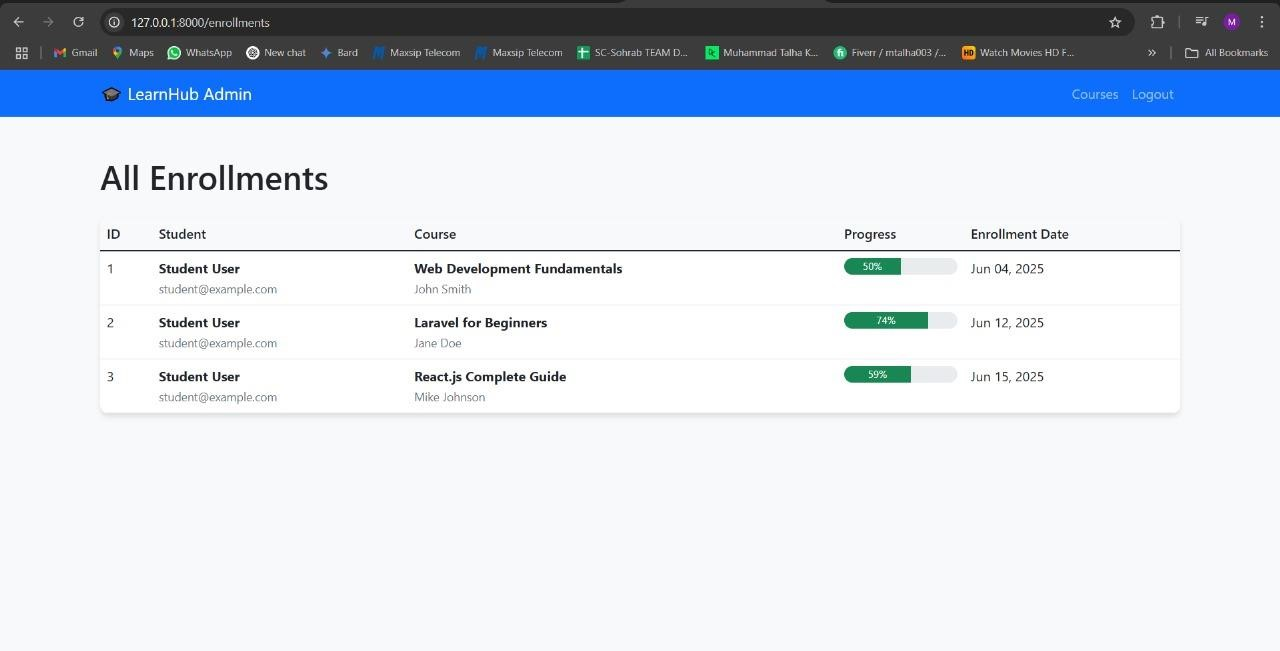 127.0.0.1:8000/enrollments
M
Gmail Maps WhatsApp New chat Bard Maxsip Telecom Maxsip Telecom SC-Sohrab TEAM D... Muhammad Talha K... Fiverr / mtalha003 /... HD Watch Movies HD F... » All Bookmarks
LearnHub Admin Courses Logout
All Enrollments
ID Student Course Progress Enrollment Date
1 Student User Web Development Fundamentals 50% Jun 04, 2025
student@example.com John Smith
2 Student User Laravel for Beginners 74% Jun 12, 2025
student@example.com Jane Doe
3 Student User React.js Complete Guide 59% Jun 15, 2025
student@example.com Mike Johnson